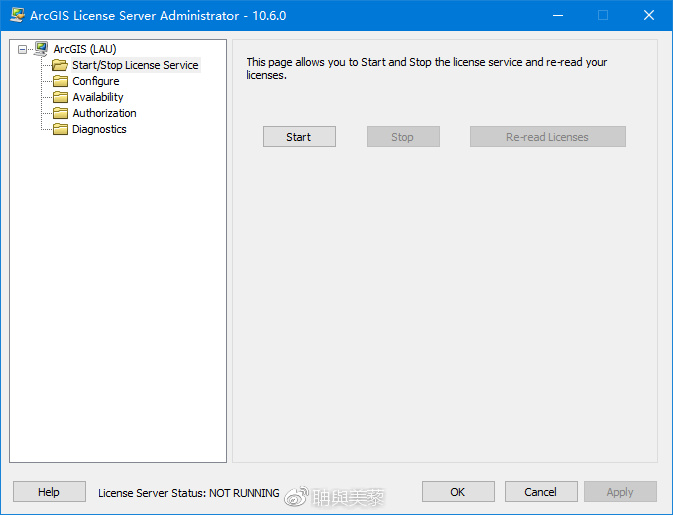 ArcGIS License Server Administrator - 10.6.0
ArcGIS (LAU)
Start/Stop License Service
Configure
Availability
Authorization
Diagnostics
This page allows you to Start and Stop the license service and re-read your
licenses.
Start
Stop
Re-read Licenses
Help
License Server Status: NOT RUNNING
OK
Cancel
Apply